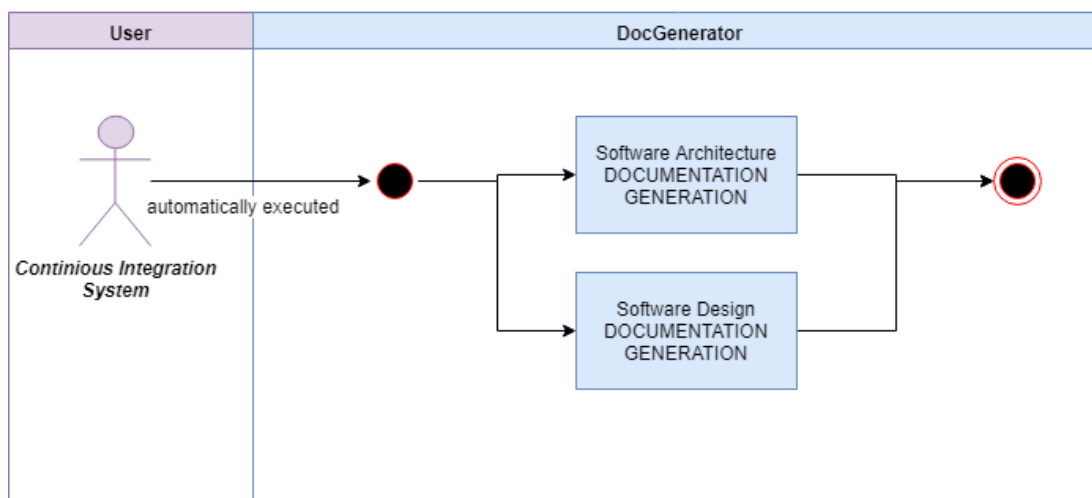 User
DocGenerator
automatically executed
Continious Integration
System
Software Architecture
DOCUMENTATION
GENERATION
Software Design
DOCUMENTATION
GENERATION